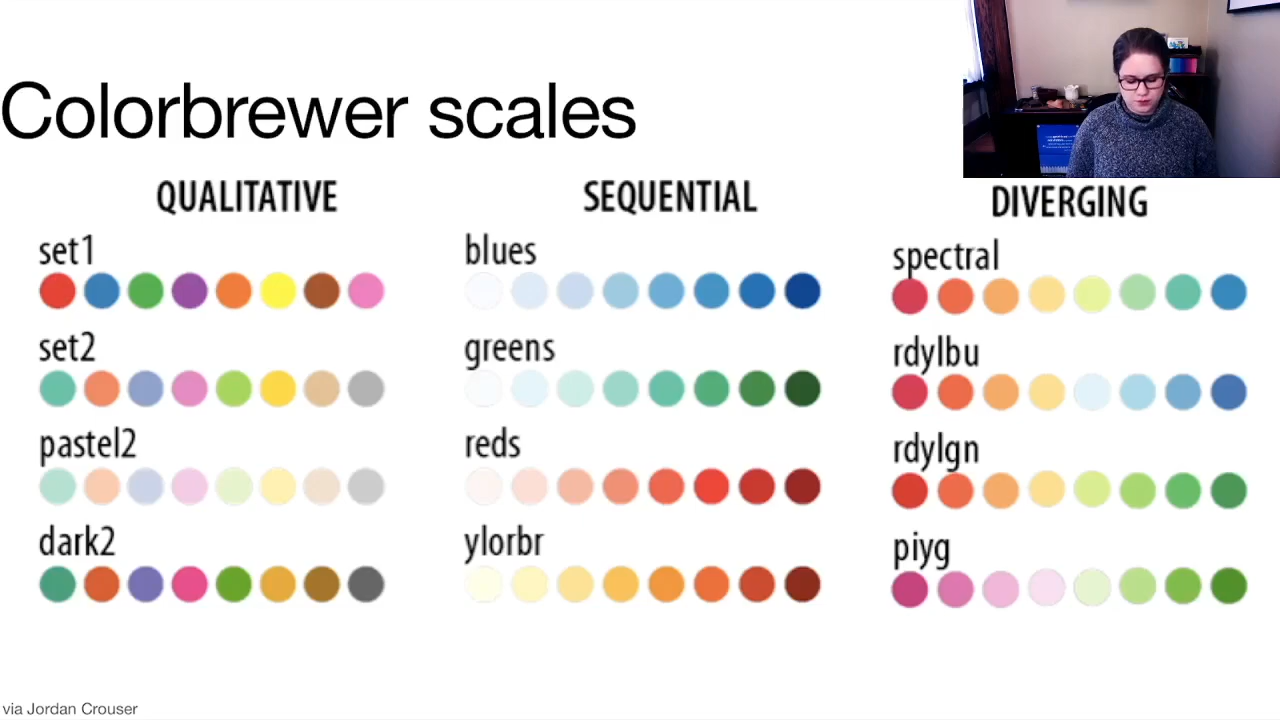 Colorbrewer scales
QUALITATIVE
set1
set2
pastel2
dark2
SEQUENTIAL
blues
greens
reds
ylorbr
DIVERGING
spectral
rdylbu
rdylgn
piyg
via Jordan Crouser